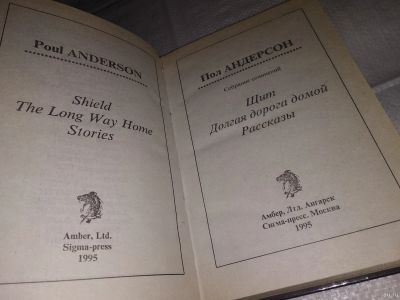 Poul ANDERSON
Shield
The Long Way Home
Stories
Amber, Ltd.
Sigma-press
1995
Пол АНДЕРСОН
Собрание сочинений
Щит
Долгая дорога домой
Рассказы
Амбер, Лтд. Ангарск
Сигма-пресс. Москва
1995